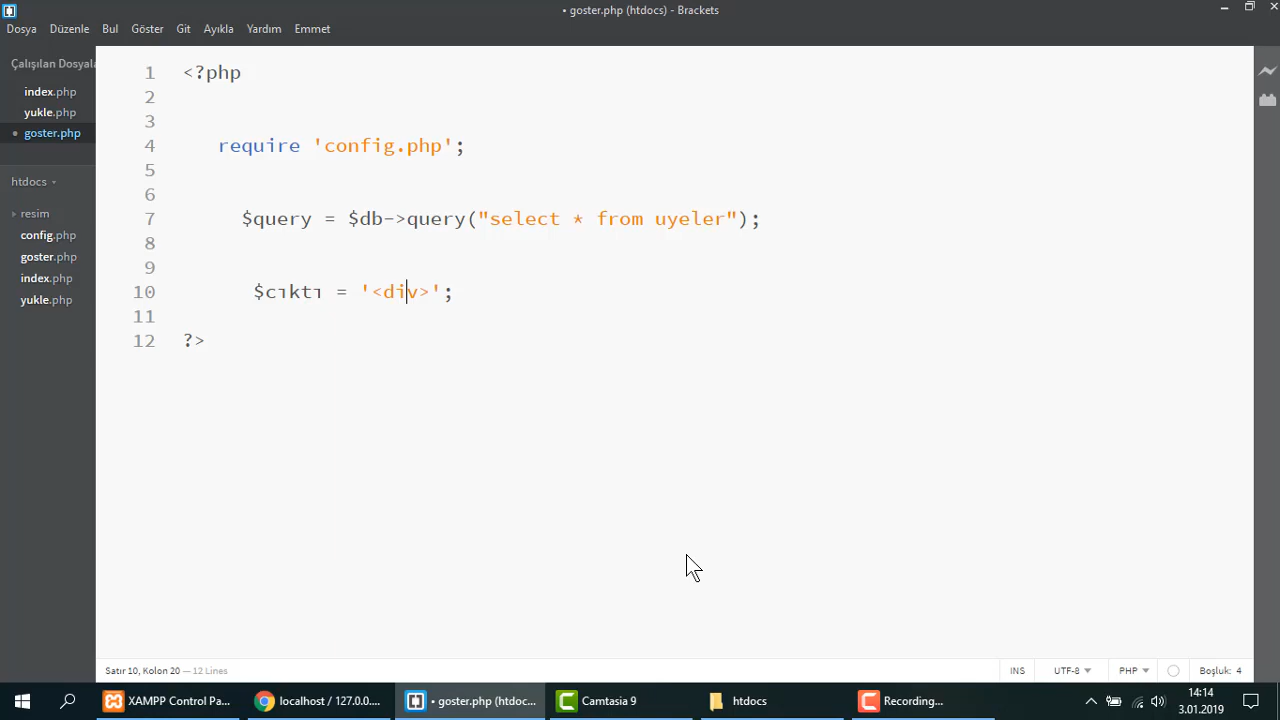 • goster.php (htdocs) - Brackets
Dosya Düzenle Bul Göster Git Ayıkla Yardım Emmet
Çalışılan Dosyala
index.php
yukle.php
• goster.php
htdocs
resim
config.php
goster.php
index.php
yukle.php
1 <?php
2
3
4 require 'config.php';
5
6
7 $query = $db->query("select * from uyeler");
8
9
10 $cıktı = '<div>';
11
12 ?>
Satır 10, Kolon 20 — 12 Lines
INS UTF-8 PHP Boşluk: 4
XAMPP Control Pa...
localhost / 127.0.0....
• goster.php (htdoc...
Camtasia 9
htdocs
Recording...
14:14
3.01.2019